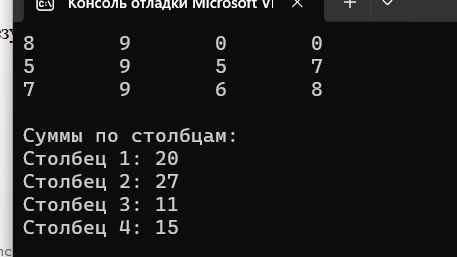 Консоль отладки Microsoft Vi
8 9 0 0
5 9 5 7
7 9 6 8
Суммы по столбцам:
Столбец 1: 20
Столбец 2: 27
Столбец 3: 11
Столбец 4: 15